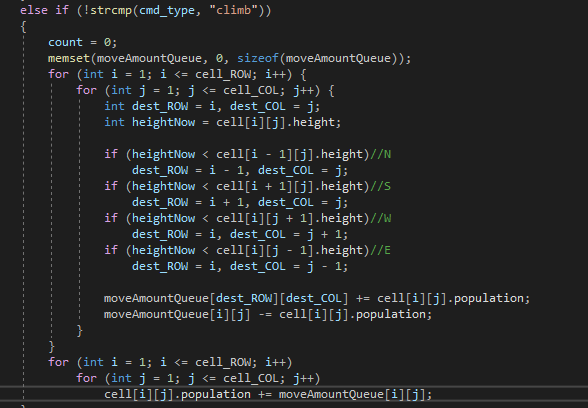 else if (!strcmp(cmd_type, "climb"))
{
    count = 0;
    memset(moveAmountQueue, 0, sizeof(moveAmountQueue));
    for (int i = 1; i <= cell_ROW; i++) {
        for (int j = 1; j <= cell_COL; j++) {
            int dest_ROW = i, dest_COL = j;
            int heightNow = cell[i][j].height;

            if (heightNow < cell[i - 1][j].height)//N
                dest_ROW = i - 1, dest_COL = j;
            if (heightNow < cell[i + 1][j].height)//S
                dest_ROW = i + 1, dest_COL = j;
            if (heightNow < cell[i][j + 1].height)//W
                dest_ROW = i, dest_COL = j + 1;
            if (heightNow < cell[i][j - 1].height)//E
                dest_ROW = i, dest_COL = j - 1;

            moveAmountQueue[dest_ROW][dest_COL] += cell[i][j].population;
            moveAmountQueue[i][j] -= cell[i][j].population;
        }
    }
    for (int i = 1; i <= cell_ROW; i++)
        for (int j = 1; j <= cell_COL; j++)
            cell[i][j].population += moveAmountQueue[i][j];